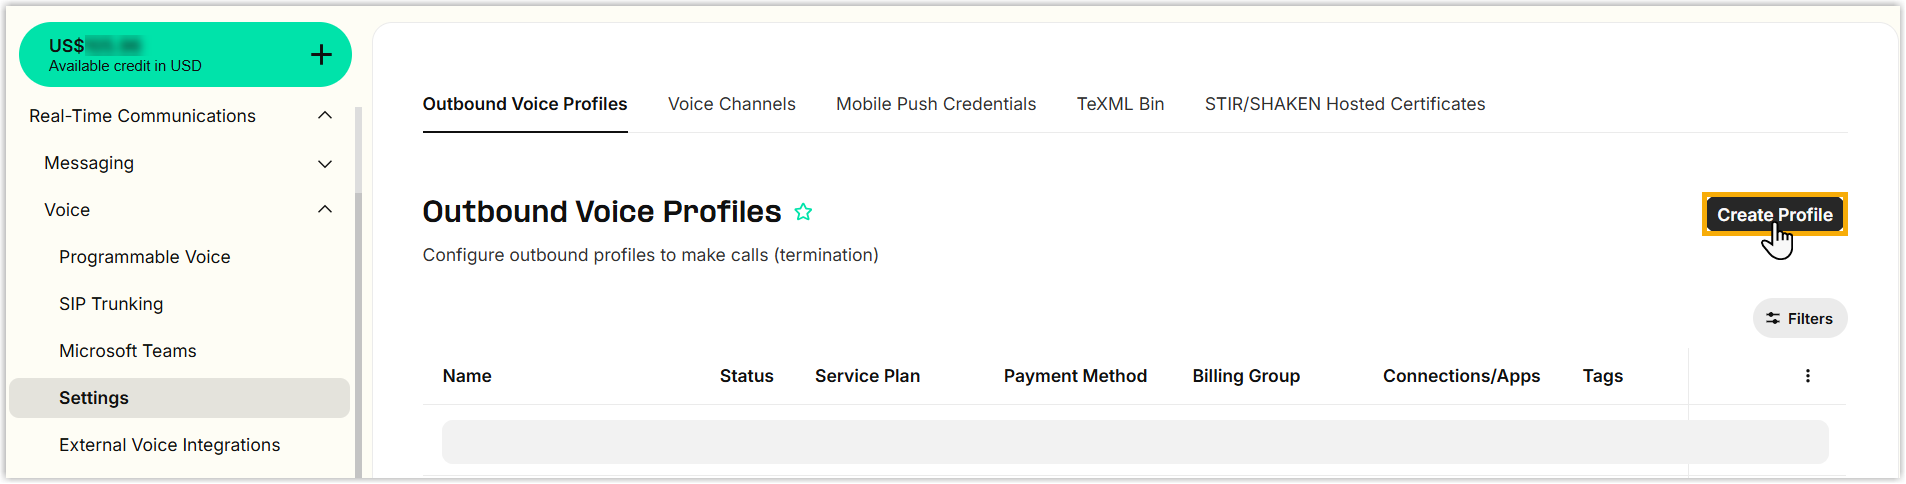 US$
Available credit in USD
Real-Time Communications
Messaging
Voice
Programmable Voice
SIP Trunking
Microsoft Teams
Settings
External Voice Integrations
Outbound Voice Profiles Voice Channels Mobile Push Credentials TeXML Bin STIR/SHAKEN Hosted Certificates
Outbound Voice Profiles
Create Profile
Configure outbound profiles to make calls (termination)
Filters
Name Status Service Plan Payment Method Billing Group Connections/Apps Tags